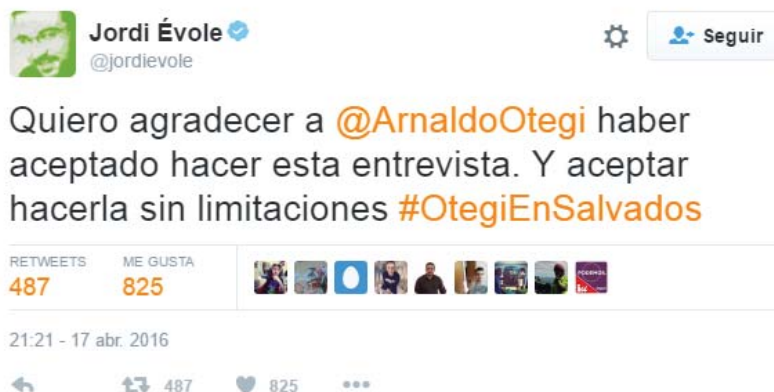 Jordi Évole
@jordievole
Seguir
Quiero agradecer a @ArnaldoOtegi haber
aceptado hacer esta entrevista. Y aceptar
hacerla sin limitaciones #OtegiEnSalvados
RETWEETS ME GUSTA
487 825
PODEMOS.
21:21 - 17 abr. 2016
487 825